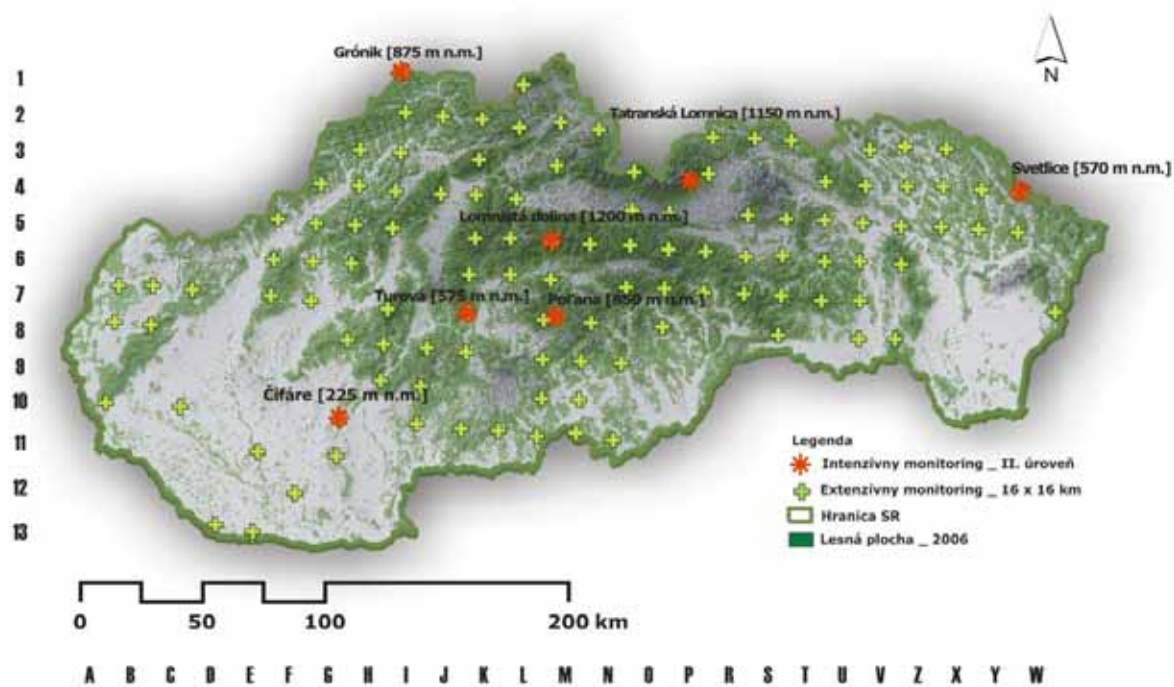 Grónik [875 m n.m.]
N
1
2
Tatranská Lomnica [1150 m n.m.]
3
Svetlice [570 m n.m.]
4
Lomnistá dolina [1200 m n.m.]
5
6
7
Turová [575 m n.m.]
Poľana [850 m n.m.]
8
9
Čifáre [225 m n.m.]
10
11
12
13
Legenda
Intenzívny monitoring _ II. úroveň
Extenzívny monitoring _ 16 x 16 km
Hranica SR
Lesná plocha _ 2006
0 50 100 200 km
A B C D E F G H I J K L M N O P R S T U V Z X Y W